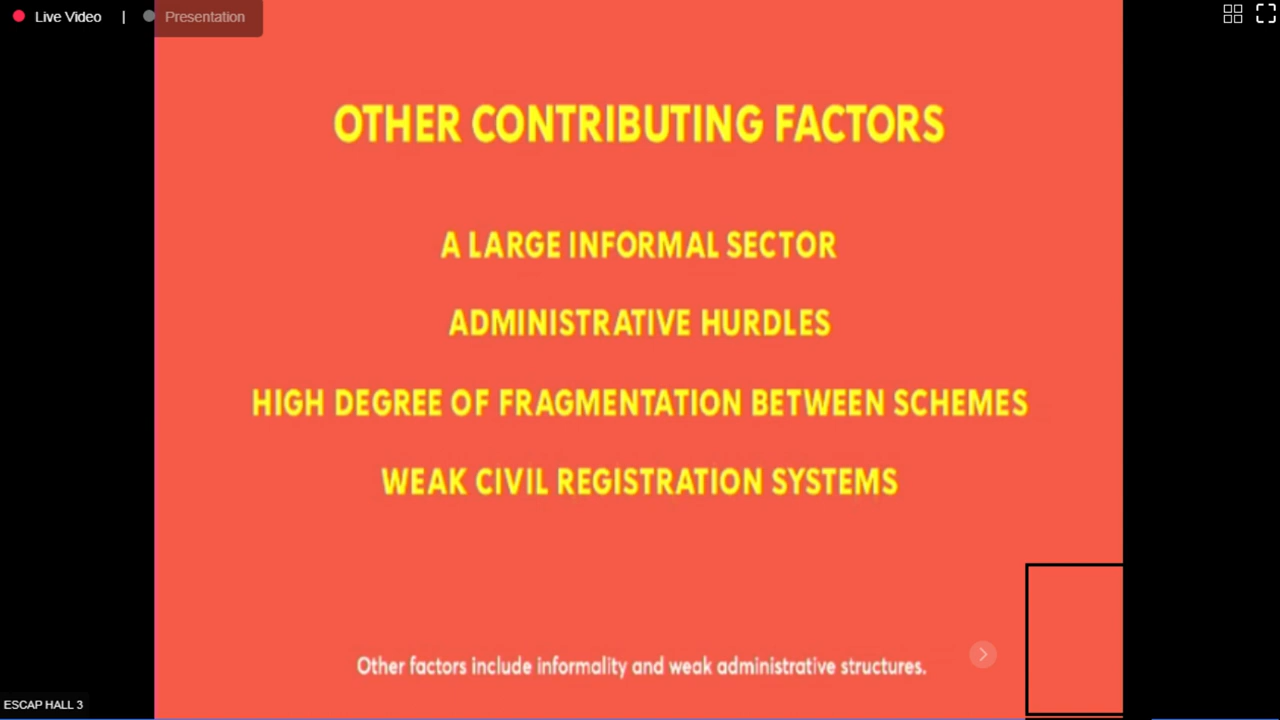 Live Video | Presentation
OTHER CONTRIBUTING FACTORS
A LARGE INFORMAL SECTOR
ADMINISTRATIVE HURDLES
HIGH DEGREE OF FRAGMENTATION BETWEEN SCHEMES
WEAK CIVIL REGISTRATION SYSTEMS
Other factors include informality and weak administrative structures.
ESCAP HALL 3